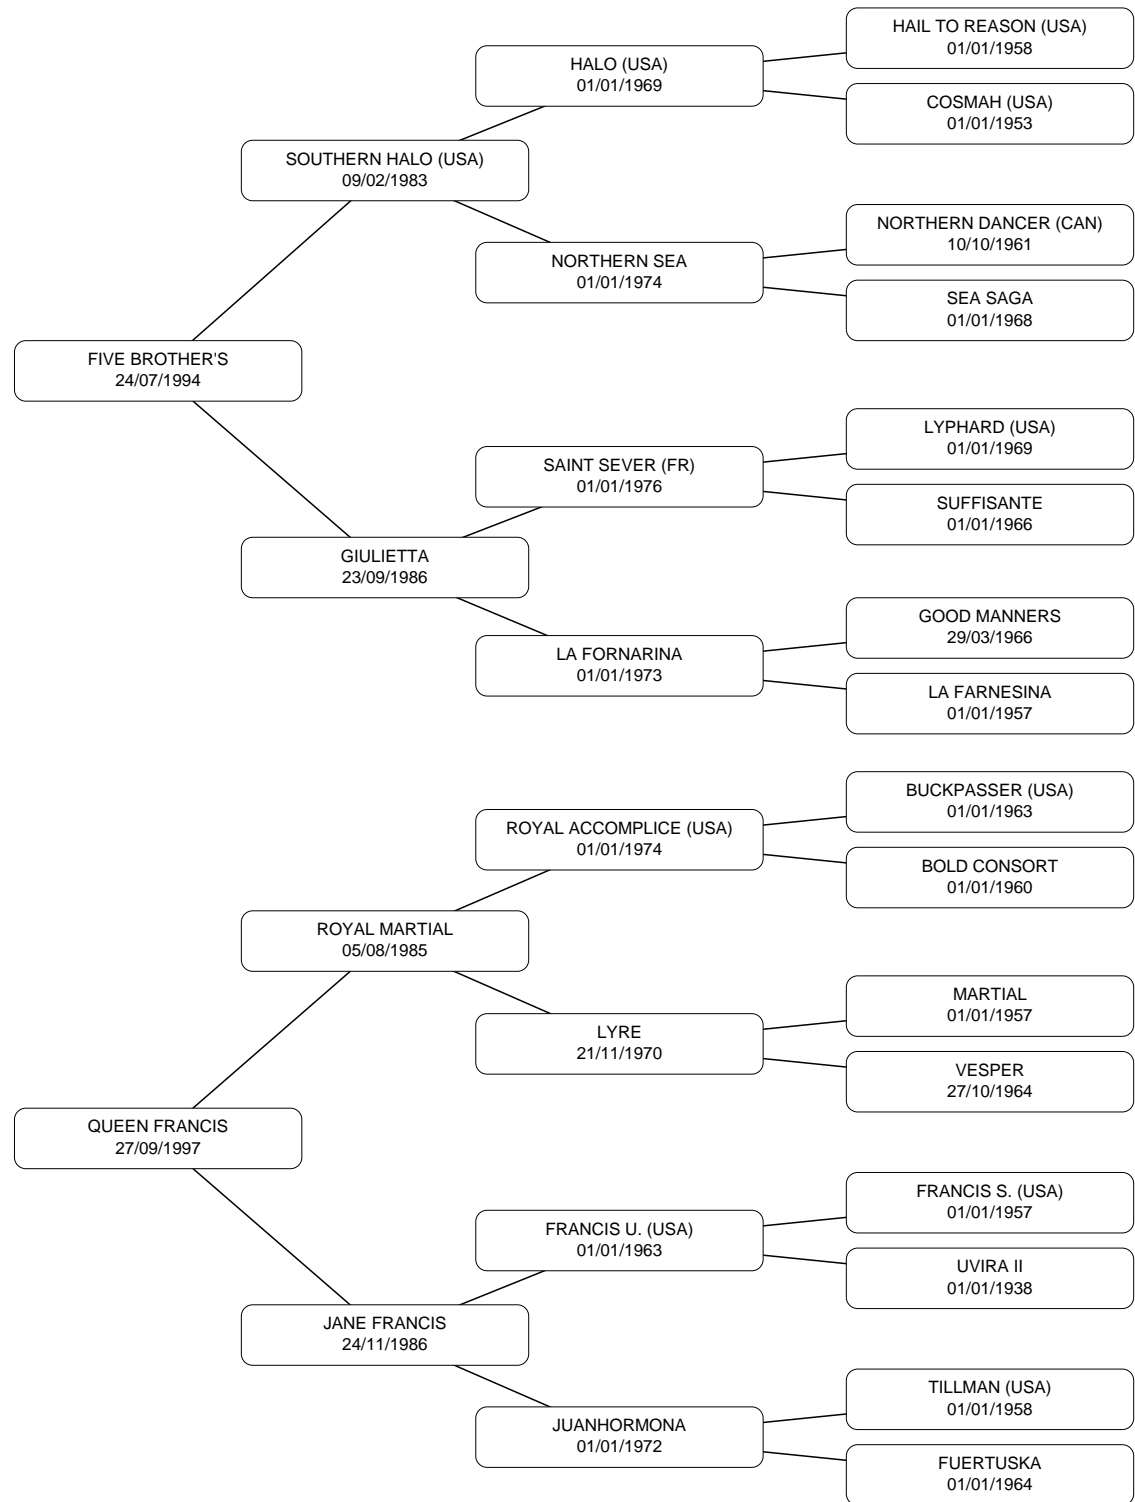 HAIL TO REASON (USA)
01/01/1958
HALO (USA)
01/01/1969
COSMAH (USA)
01/01/1953
SOUTHERN HALO (USA)
09/02/1983
NORTHERN DANCER (CAN)
10/10/1961
NORTHERN SEA
01/01/1974
SEA SAGA
01/01/1968
FIVE BROTHER'S
24/07/1994
LYPHARD (USA)
01/01/1969
SAINT SEVER (FR)
01/01/1976
SUFFISANTE
01/01/1966
GIULIETTA
23/09/1986
GOOD MANNERS
29/03/1966
LA FORNARINA
01/01/1973
LA FARNESINA
01/01/1957
BUCKPASSER (USA)
01/01/1963
ROYAL ACCOMPLICE (USA)
01/01/1974
BOLD CONSORT
01/01/1960
ROYAL MARTIAL
05/08/1985
MARTIAL
01/01/1957
LYRE
21/11/1970
VESPER
27/10/1964
QUEEN FRANCIS
27/09/1997
FRANCIS S. (USA)
01/01/1957
FRANCIS U. (USA)
01/01/1963
UVIRA II
01/01/1938
JANE FRANCIS
24/11/1986
TILLMAN (USA)
01/01/1958
JUANHORMONA
01/01/1972
FUERTUSKA
01/01/1964